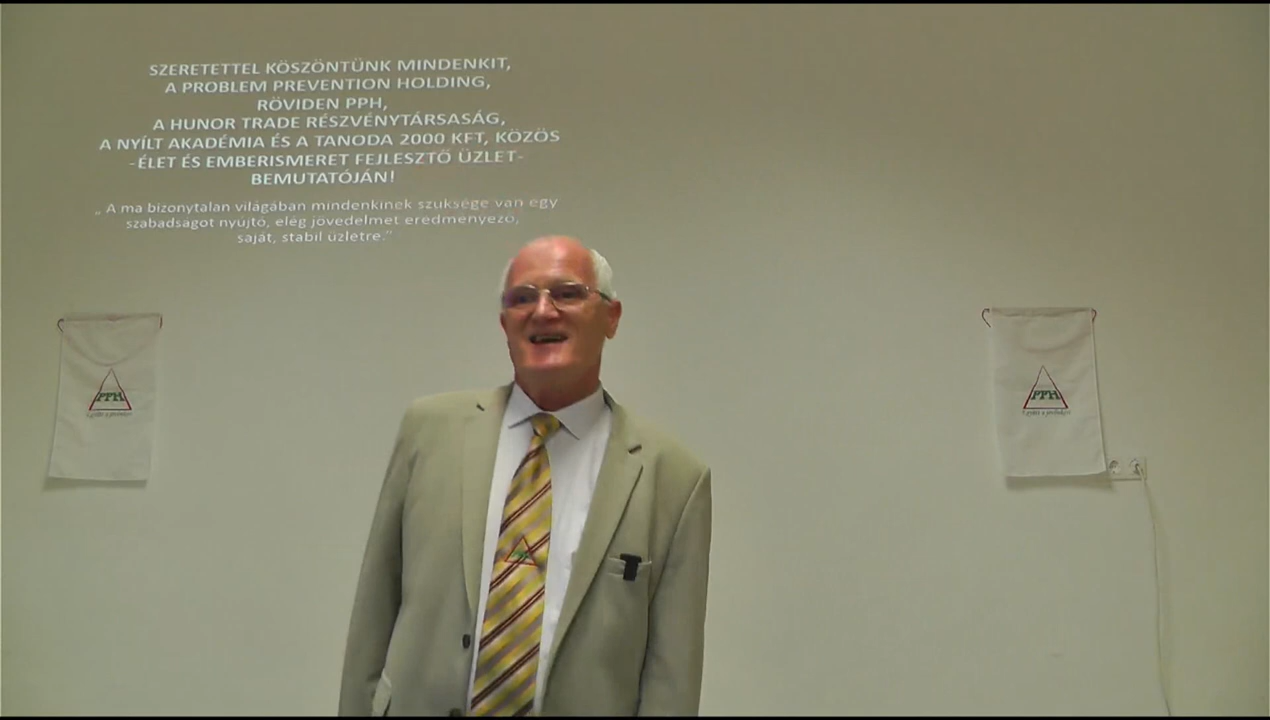 SZERETETTEL KÖSZÖNTÜNK MINDENKIT,
A PROBLEM PREVENTION HOLDING,
RÖVIDEN PPH,
A HUNOR TRADE RÉSZVÉNYTÁRSASÁG,
A NYÍLT AKADÉMIA ÉS A TANODA 2000 KFT, KÖZÖS
-ÉLET ÉS EMBERISMERET FEJLESZTŐ ÜZLET-
BEMUTATÓJÁN!
„ A ma bizonytalan világában mindenkinek szüksége van egy
szabadságot nyújtó, elég jövedelmet eredményező,
saját, stabil üzletre.”
PPH
PPH